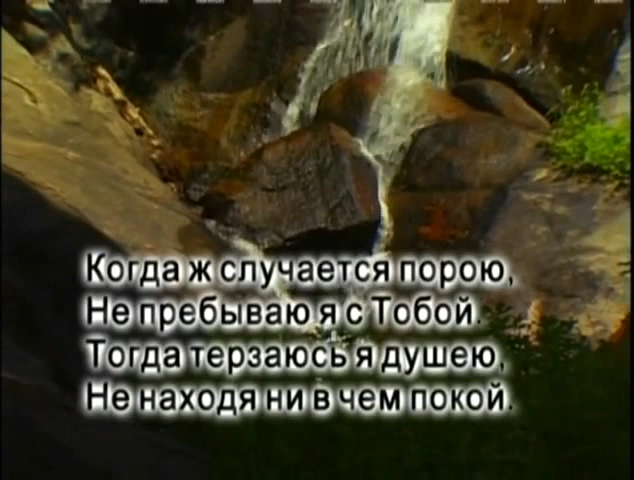 Когда ж случается порою,
Не пребываю я с Тобой.
Тогда терзаюсь я душею,
Не находя ни в чем покой.